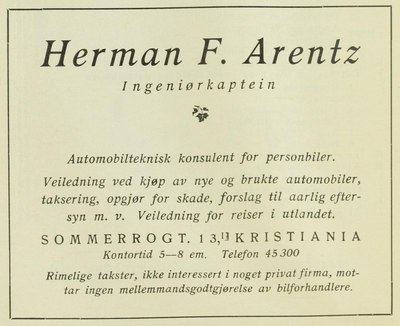 Herman F. Arentz
Ingeniørkaptein
Automobilteknisk konsulent for personbiler.
Veiledning ved kjøp av nye og brukte automobiler,
taksering, opgjør for skade, forslag til aarlig efter-
syn m. v. Veiledning for reiser i utlandet.
SOMMERROGT. 13,II KRISTIANIA
Kontortid 5—8 em. Telefon 45300
Rimelige takster, ikke interessert i noget privat firma, mot-
tar ingen mellemmandsgodtgjørelse av bilforhandlere.